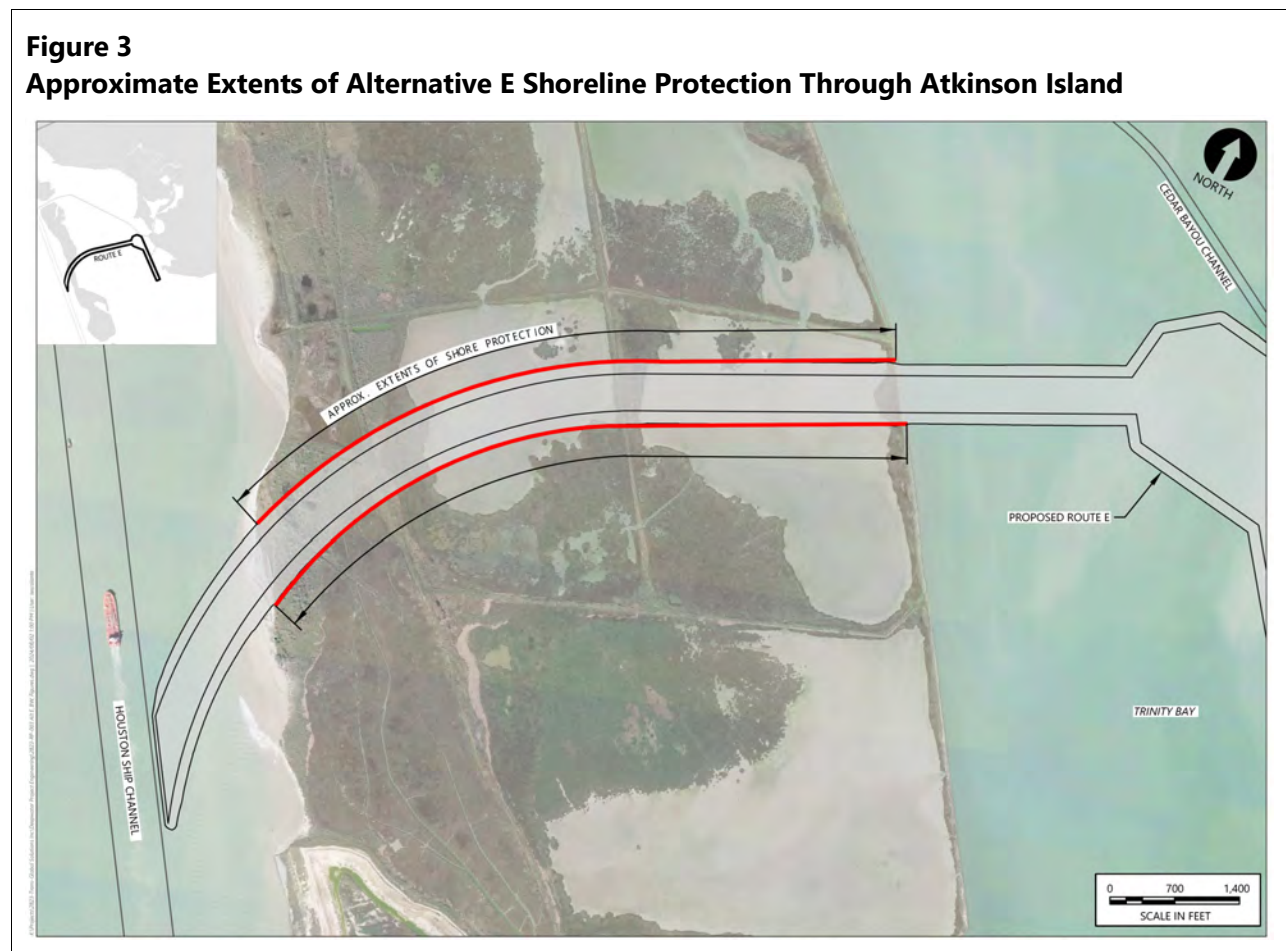 Figure 3
Approximate Extents of Alternative E Shoreline Protection Through Atkinson Island
ROUTE E
NORTH
CEDAR BAYOU CHANNEL
APPROX. EXTENTS OF SHORE PROTECTION
PROPOSED ROUTE E
HOUSTON SHIP CHANNEL
TRINITY BAY
0 700 1,400
SCALE IN FEET